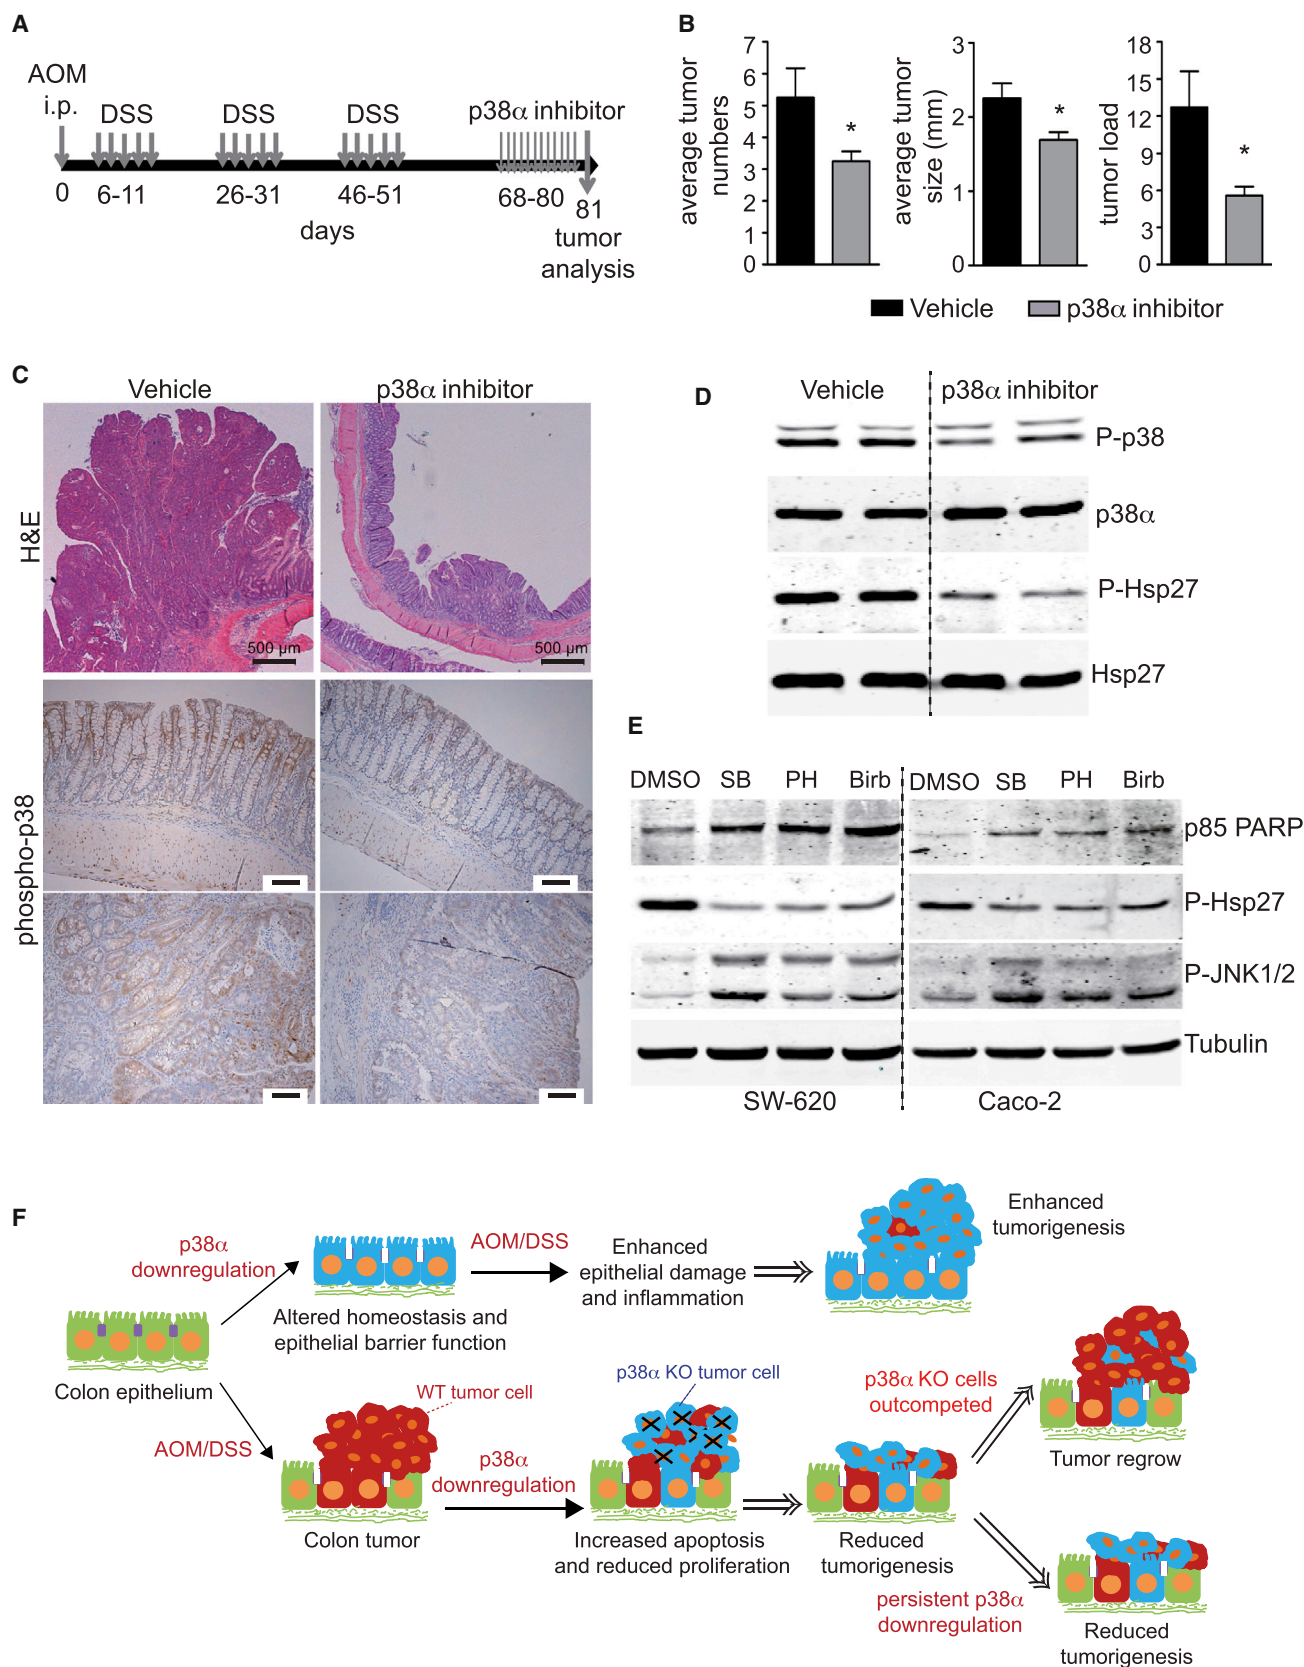 A
AOM
i.p.
DSS
DSS
DSS
p38α inhibitor
0
6-11
26-31
46-51
68-80
81
days
tumor
analysis
B
average tumor
numbers
7
6
5
4
3
2
1
0
*
average tumor
size (mm)
3
2
1
0
*
tumor load
18
15
12
9
6
3
0
*
Vehicle
p38α inhibitor
C
Vehicle
p38α inhibitor
H&E
500 µm
500 µm
phospho-p38
D
Vehicle
p38α inhibitor
P-p38
p38α
P-Hsp27
Hsp27
E
DMSO SB PH Birb
DMSO SB PH Birb
p85 PARP
P-Hsp27
P-JNK1/2
Tubulin
SW-620
Caco-2
F
Colon epithelium
p38α
downregulation
Altered homeostasis and
epithelial barrier function
AOM/DSS
Enhanced
epithelial damage
and inflammation
Enhanced
tumorigenesis
AOM/DSS
WT tumor cell
Colon tumor
p38α
downregulation
p38α KO tumor cell
Increased apoptosis
and reduced proliferation
Reduced
tumorigenesis
p38α KO cells
outcompeted
Tumor regrow
persistent p38α
downregulation
Reduced
tumorigenesis